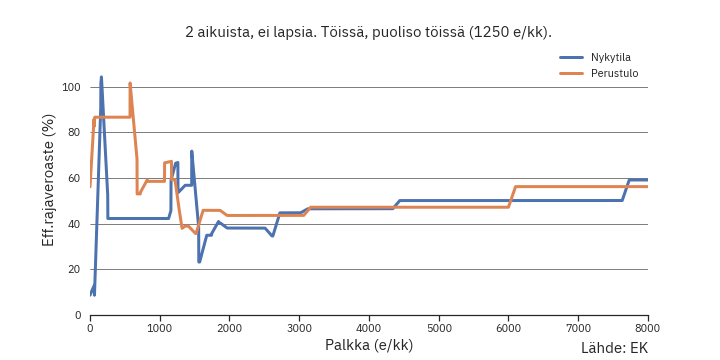 2 aikuista, ei lapsia. Töissä, puoliso töissä (1250 e/kk).
Nykytila
Perustulo
Eff.rajaveroaste (%)
100
80
60
40
20
0
0 1000 2000 3000 4000 5000 6000 7000 8000
Palkka (e/kk)
Lähde: EK